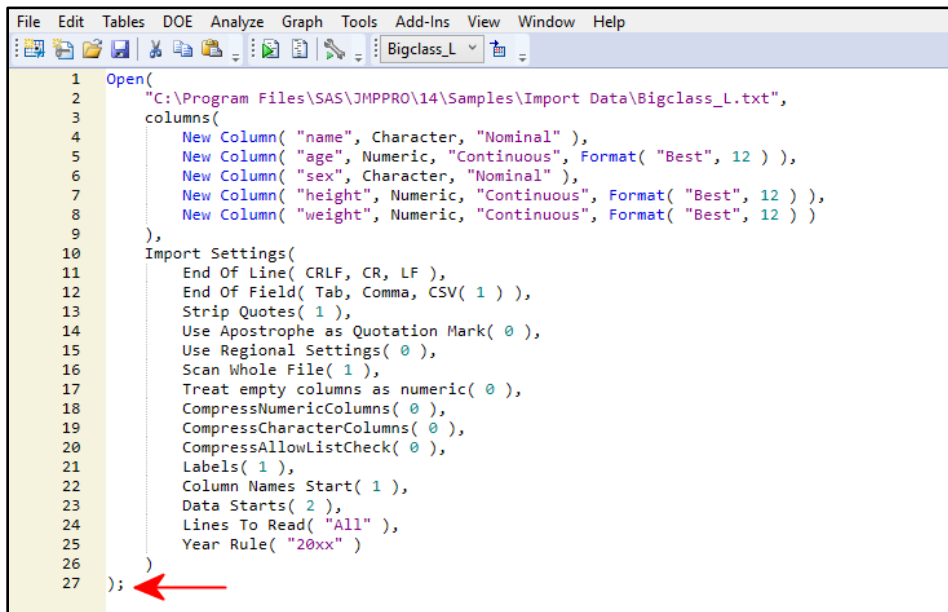 File Edit Tables DOE Analyze Graph Tools Add-Ins View Window Help
Bigclass_L
1 Open(
2 "C:\Program Files\SAS\JMPPRO\14\Samples\Import Data\Bigclass_L.txt",
3 columns(
4 New Column( "name", Character, "Nominal" ),
5 New Column( "age", Numeric, "Continuous", Format( "Best", 12 ) ),
6 New Column( "sex", Character, "Nominal" ),
7 New Column( "height", Numeric, "Continuous", Format( "Best", 12 ) ),
8 New Column( "weight", Numeric, "Continuous", Format( "Best", 12 ) )
9 ),
10 Import Settings(
11 End Of Line( CRLF, CR, LF ),
12 End Of Field( Tab, Comma, CSV( 1 ) ),
13 Strip Quotes( 1 ),
14 Use Apostrophe as Quotation Mark( 0 ),
15 Use Regional Settings( 0 ),
16 Scan Whole File( 1 ),
17 Treat empty columns as numeric( 0 ),
18 CompressNumericColumns( 0 ),
19 CompressCharacterColumns( 0 ),
20 CompressAllowListCheck( 0 ),
21 Labels( 1 ),
22 Column Names Start( 1 ),
23 Data Starts( 2 ),
24 Lines To Read( "All" ),
25 Year Rule( "20xx" )
26 )
27 );